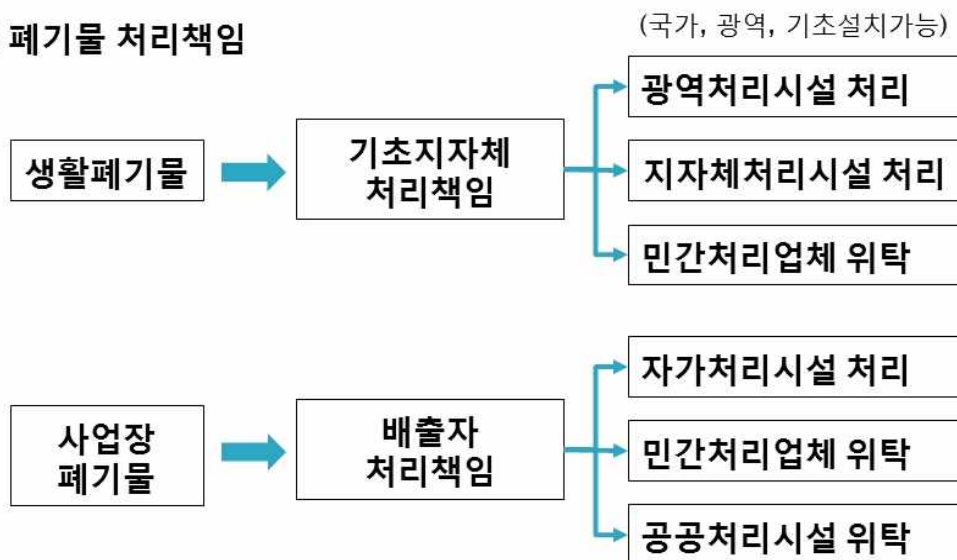 폐기물 처리책임
(국가, 광역, 기초설치가능)
생활폐기물
기초지자체
처리책임
광역처리시설 처리
지자체처리시설 처리
민간처리업체 위탁
사업장
폐기물
배출자
처리책임
자가처리시설 처리
민간처리업체 위탁
공공처리시설 위탁